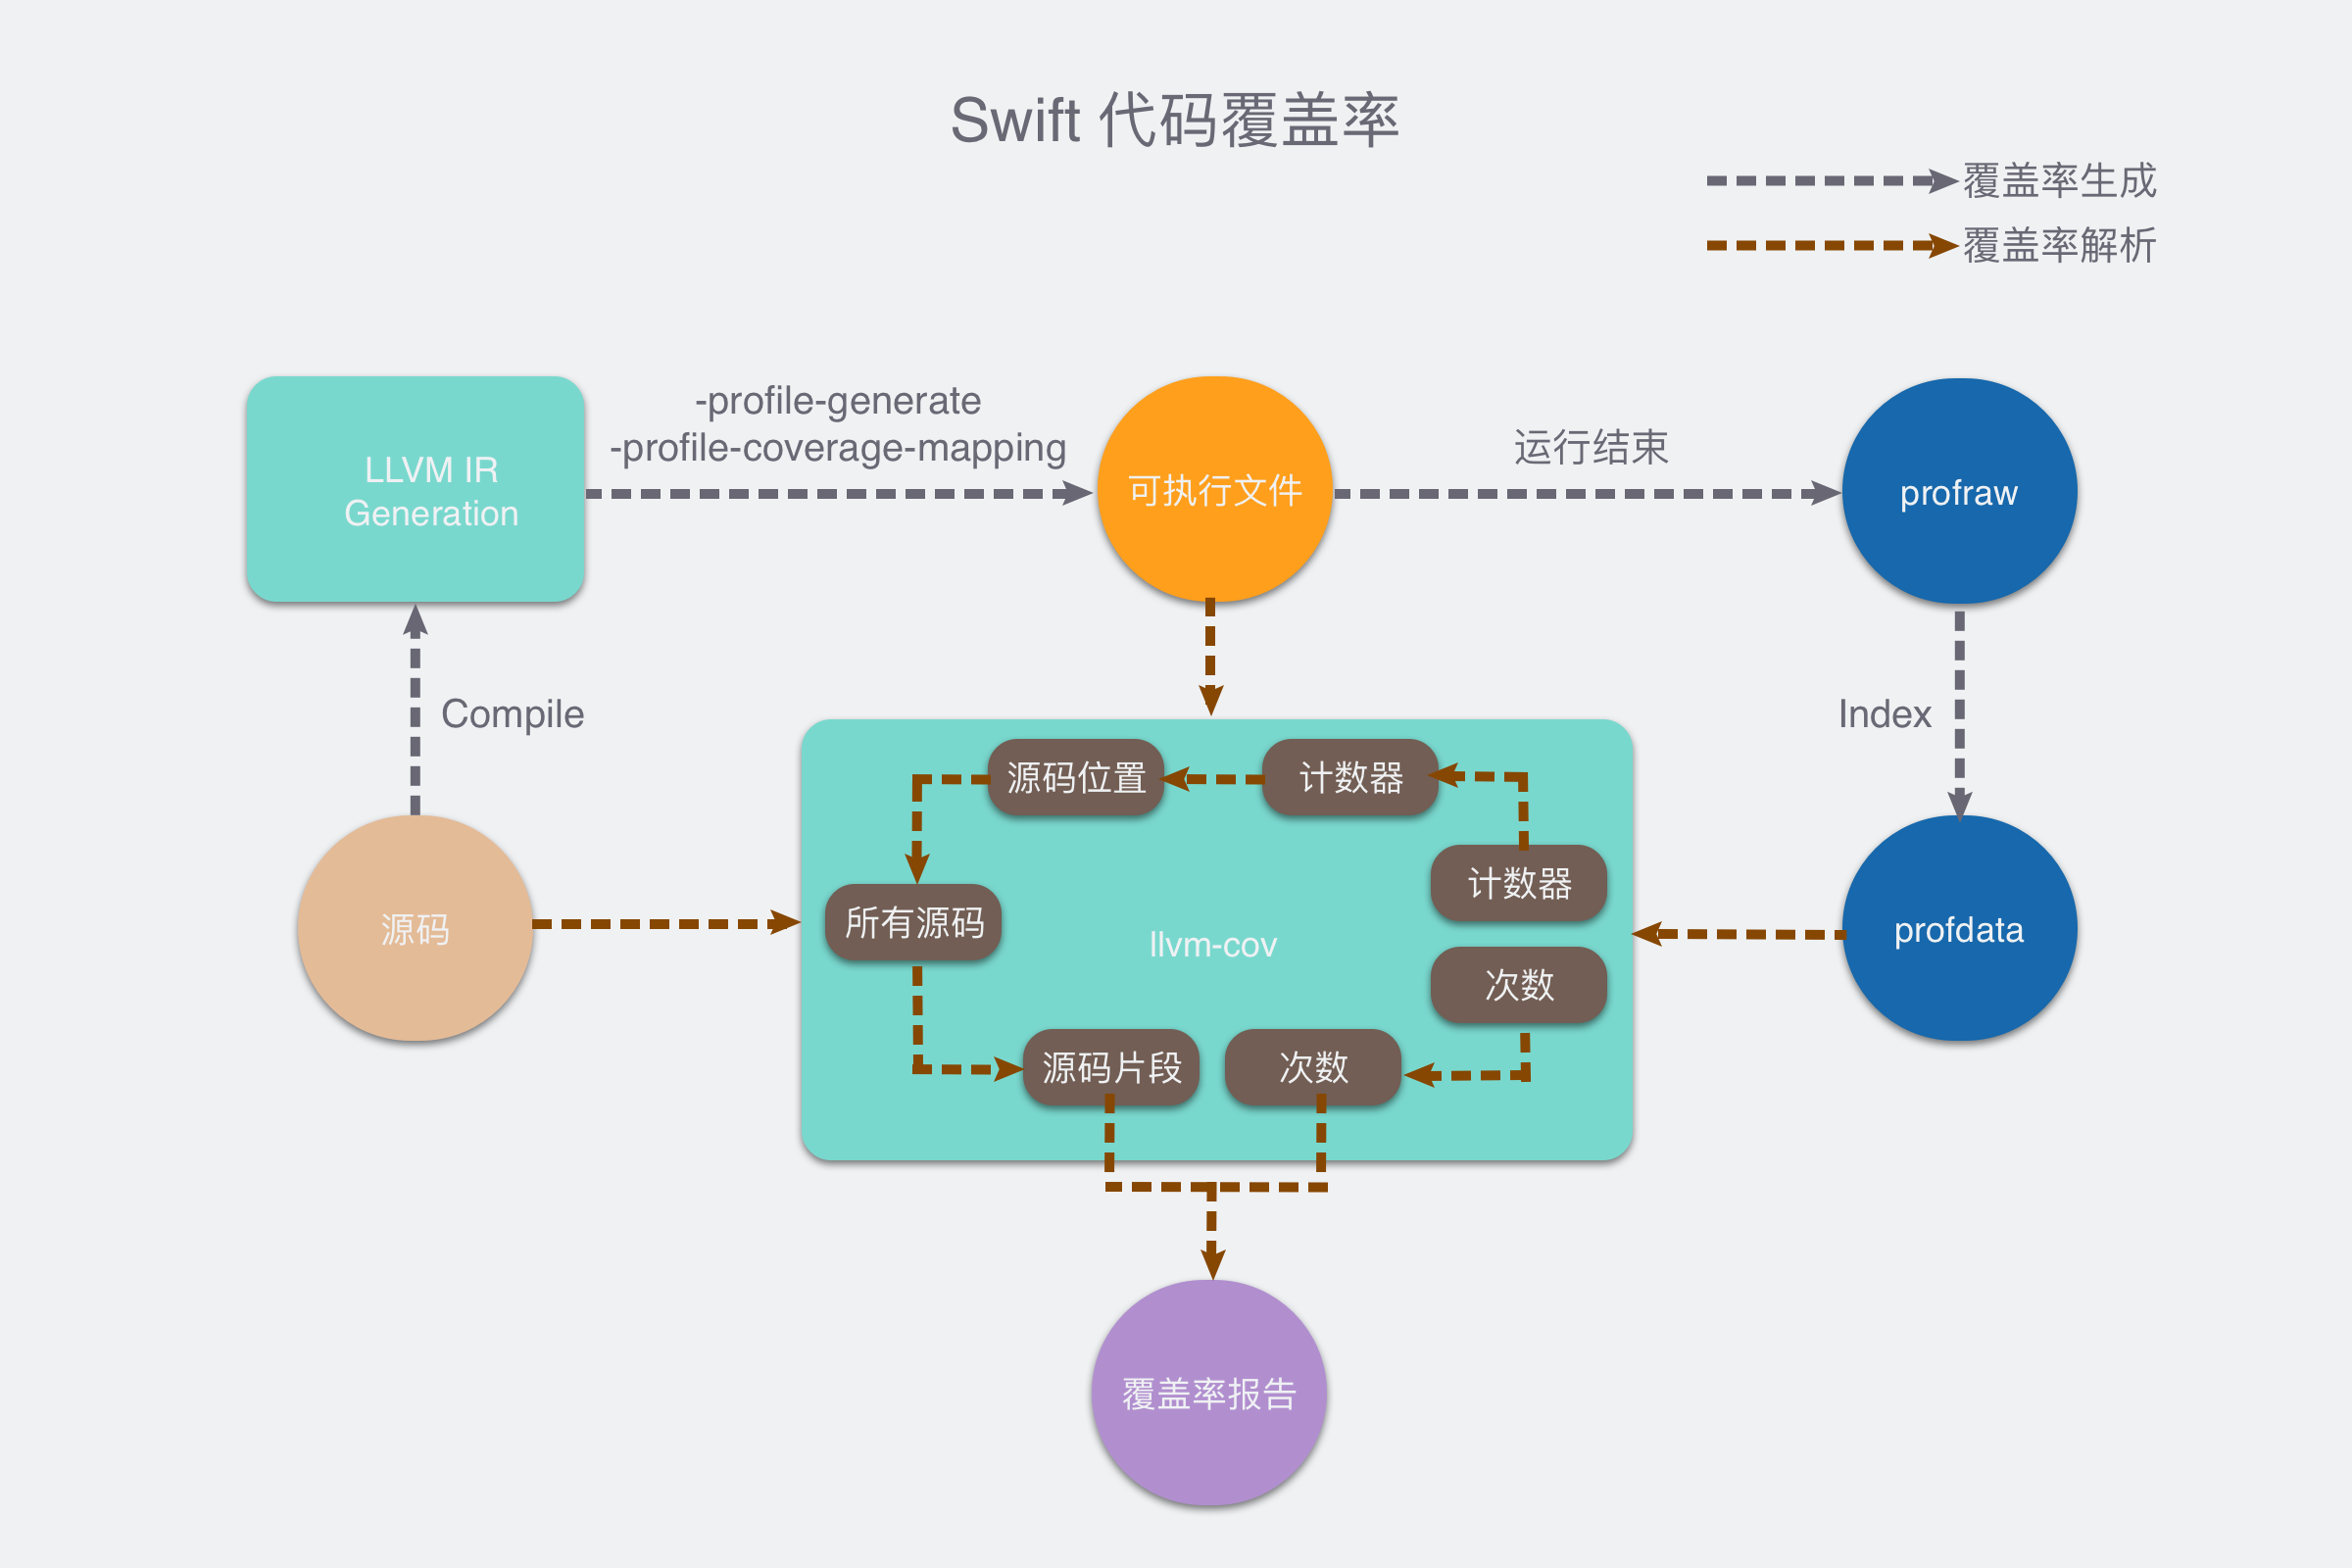 Swift 代码覆盖率
覆盖率生成
覆盖率解析
LLVM IR
Generation
-profile-generate
-profile-coverage-mapping
可执行文件
运行结束
profraw
Compile
Index
源码位置
计数器
计数器
源码
所有源码
llvm-cov
profdata
次数
源码片段
次数
覆盖率报告